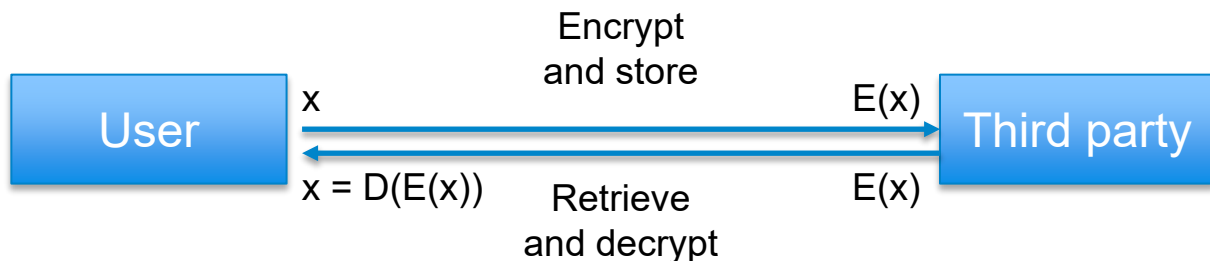 Encrypt
and store
User
x
E(x)
Third party
x = D(E(x))
E(x)
Retrieve
and decrypt